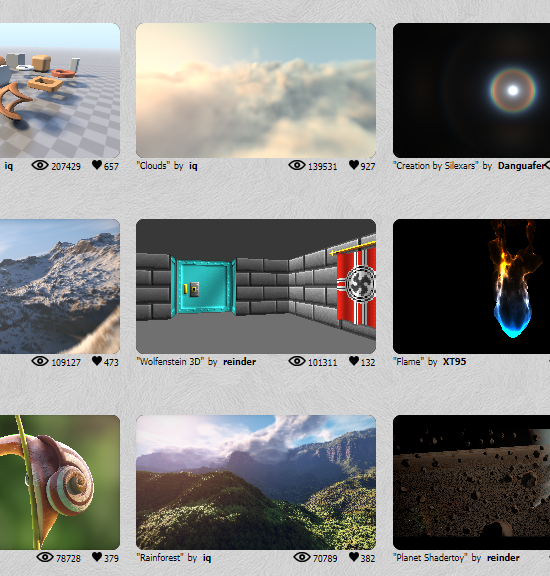 iq 207429 657
"Clouds" by iq 139531 927
"Creation by Silexars" by Danguafer
109127 473
"Wolfenstein 3D" by reinder 101311 132
"Flame" by XT95
78728 379
"Rainforest" by iq 70789 382
"Planet Shadertoy" by reinder